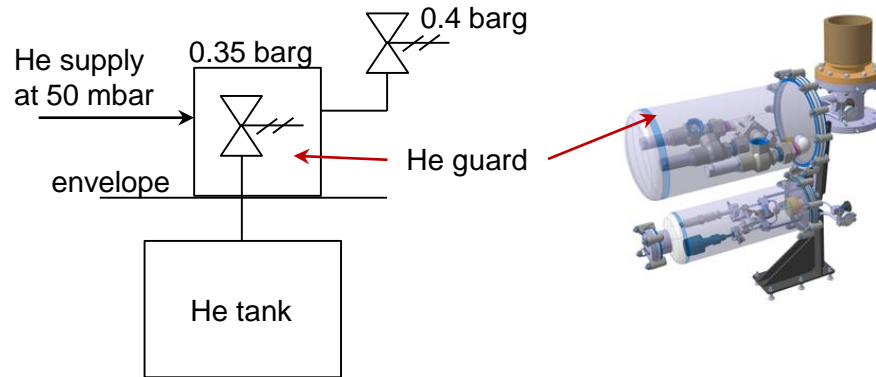 0.4 barg
0.35 barg
He supply
at 50 mbar
He guard
envelope
He tank